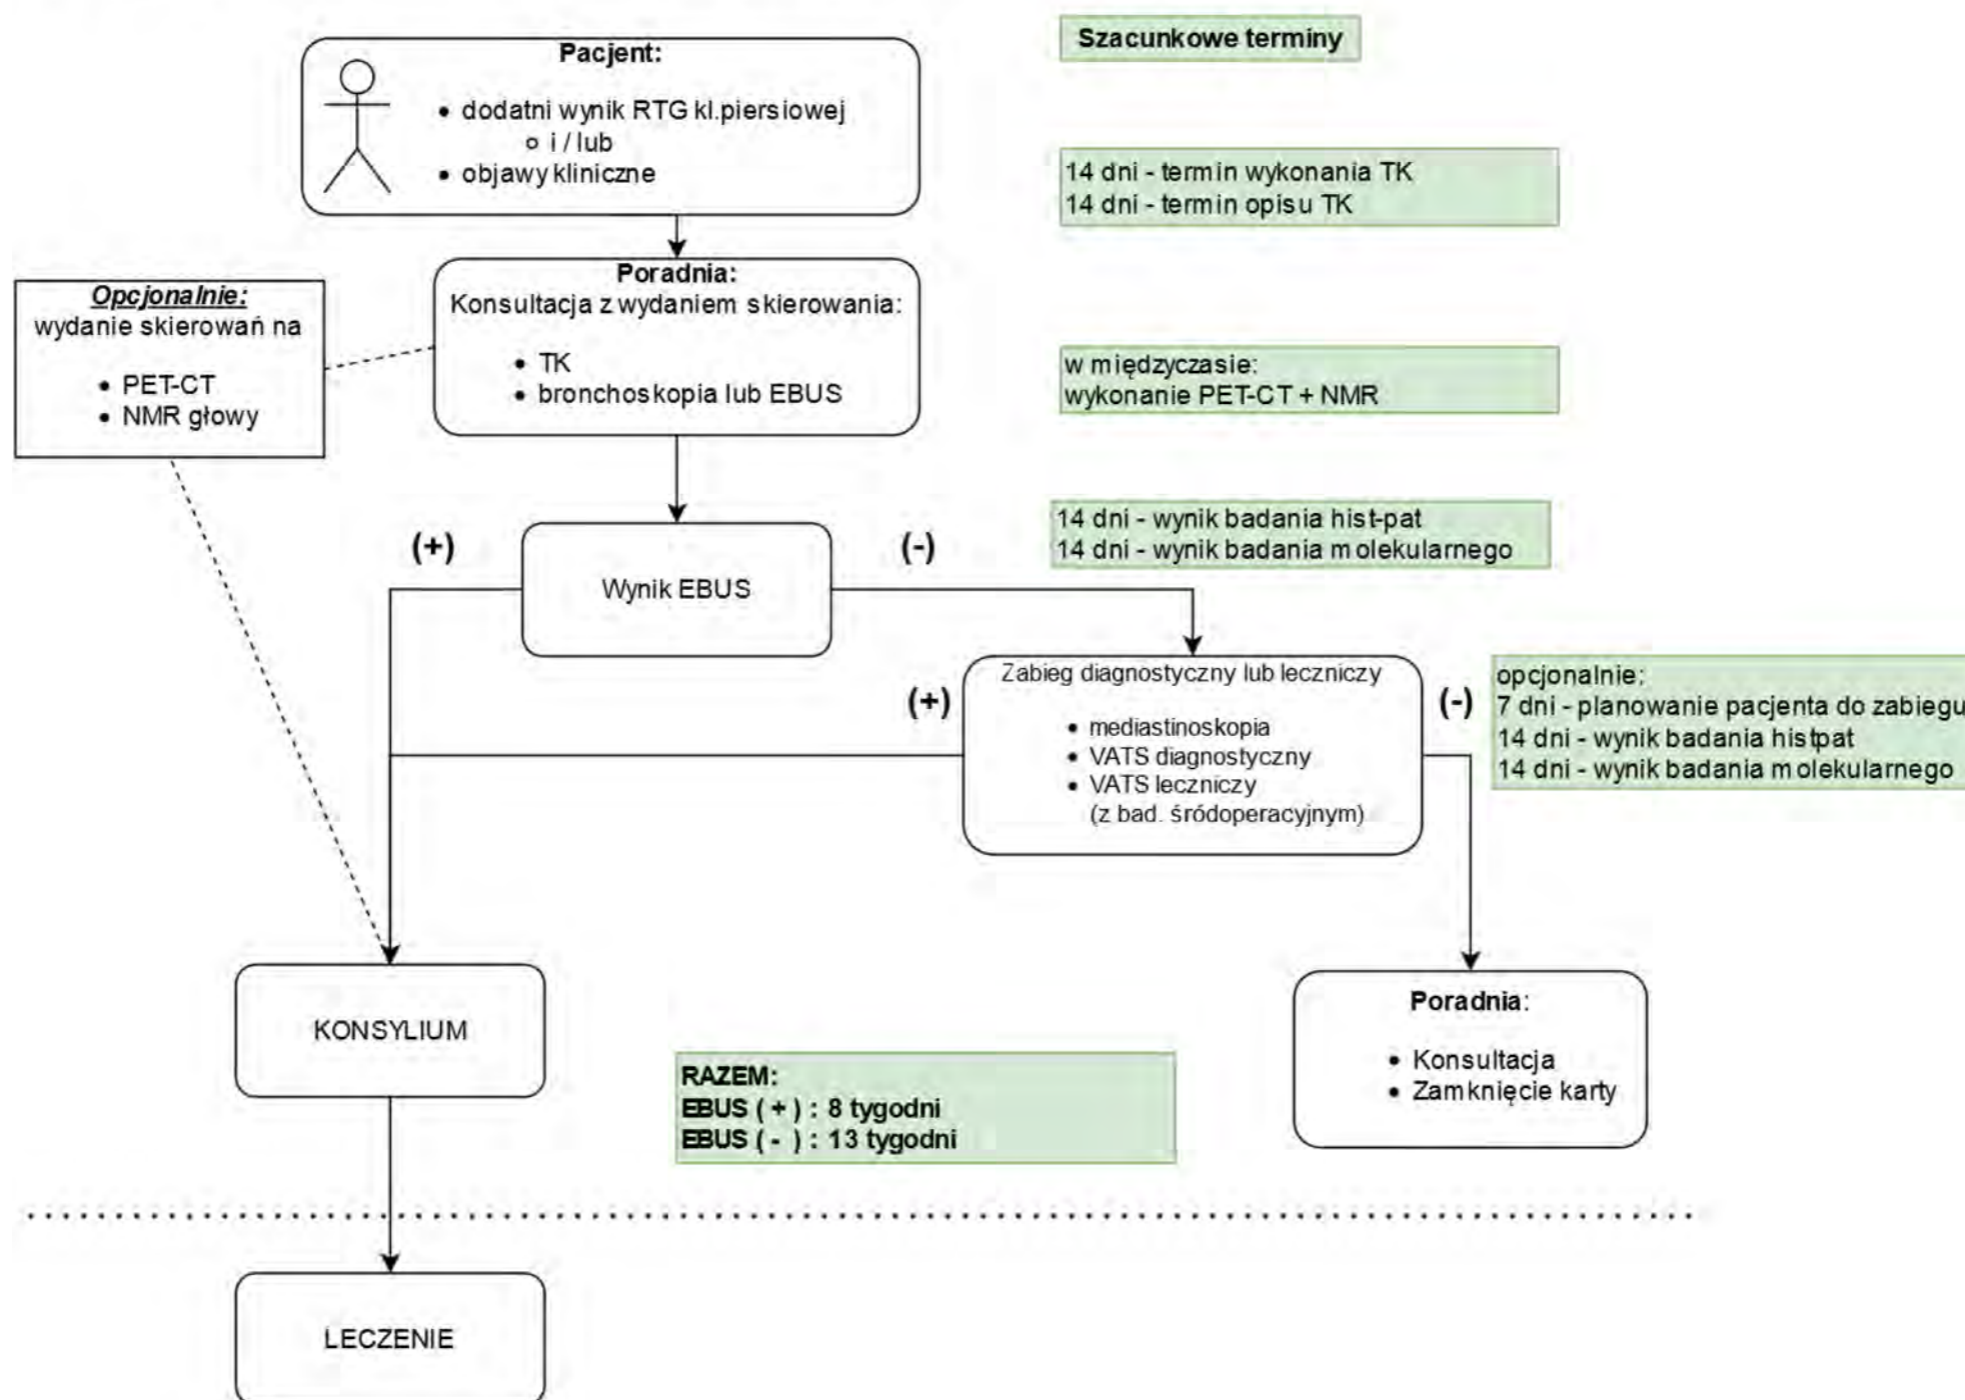 Szacunkowe terminy
Pacjent:
• dodatni wynik RTG kl.piersiowej
o i / lub
• objawy kliniczne
14 dni - termin wykonania TK
14 dni - termin opisu TK
Opcjonalnie:
wydanie skierowań na
• PET-CT
• NMR głowy
Poradnia:
Konsultacja z wydaniem skierowania:
• TK
• bronchoskopia lub EBUS
w międzyczasie:
wykonanie PET-CT + NMR
(+)
Wynik EBUS
(-)
14 dni - wynik badania hist-pat
14 dni - wynik badania molekularnego
(+)
Zabieg diagnostyczny lub leczniczy
• mediastinoskopia
• VATS diagnostyczny
• VATS leczniczy
(z bad. śródoperacyjnym)
(-)
opcjonalnie:
7 dni - planowanie pacjenta do zabiegu
14 dni - wynik badania histpat
14 dni - wynik badania molekularnego
KONSYLIUM
RAZEM:
EBUS ( + ) : 8 tygodni
EBUS ( - ) : 13 tygodni
Poradnia:
• Konsultacja
• Zamknięcie karty
LECZENIE